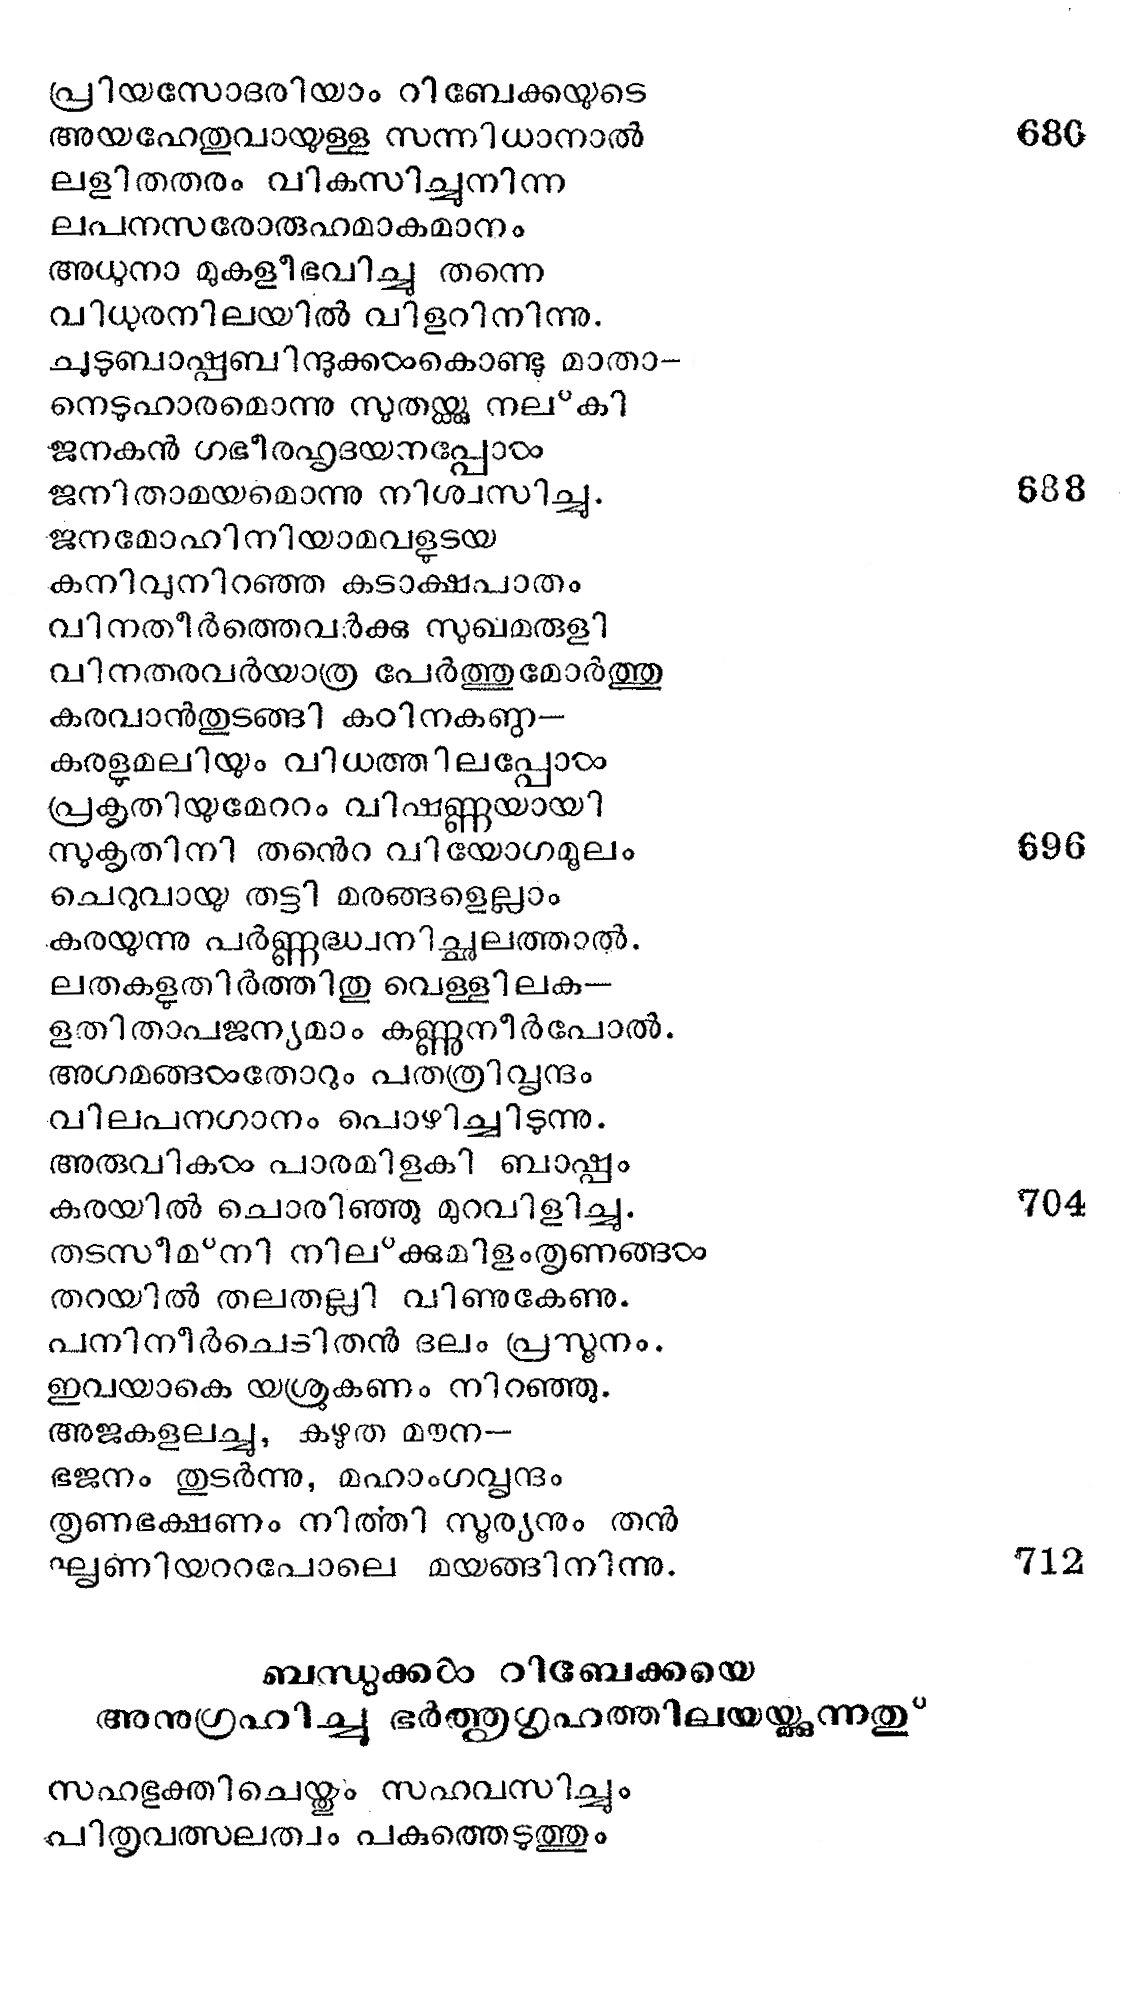 പ്രിയസോദരിയാം റിബേക്കയുടെ
അയഹേതുവായുള്ള സന്നിധാനാൽ 680
ലളിതതരം വികസിച്ചുനിന്ന
ലപനസരോരുഹമാകമാനം
അധുനാ മുകളീഭവിച്ചു തന്നെ
വിധുരനിലയിൽ വിളറിനിന്നു.
ചുടുബാഷ്പബിന്ദുക്കൾകൊണ്ടു മാതാ—
നെടുഹാരമൊന്നു സുതയ്ക്കു നല്കി
ജനകൻ ഗഭീരഹൃദയനപ്പോൾ
ജനിതാമയമൊന്നു നിശ്വസിച്ചു. 688
ജനമോഹിനിയാമവളുടയ
കനിവുനിറഞ്ഞ കടാക്ഷപാതം
വിനതീർത്തെവർക്കു സുഖമരുളി
വിനതരവർയാത്ര പേർത്തുമോർത്തു
കരവാൻതുടങ്ങി കഠിനകണ്ഠ—
കരളുമലിയും വിധത്തിലപ്പോൾ
പ്രകൃതിയുമേററം വിഷണ്ണയായി
സുകൃതിനി തൻെറ വിയോഗമൂലം 696
ചെറുവായു തട്ടി മരങ്ങളെല്ലാം
കരയുന്നു പർണ്ണദ്ധ്വനിച്ഛലത്താൽ.
ലതകളുതിർത്തിതു വെള്ളിലക—
ളതിതാപജന്യമാം കണ്ണുനീർപോൽ.
അഗമങ്ങൾതോറും പതത്രിവൃന്ദം
വിലപനഗാനം പൊഴിച്ചിടുന്നു.
അരുവികൾ പാരമിളകി ബാഷ്പം
കരയിൽ ചൊരിഞ്ഞു മുറവിളിച്ചു. 704
തടസീമ്നി നില്ക്കുമിളംതൃണങ്ങൾ
തറയിൽ തലതല്ലി വിണുകേണു.
പനിനീർചെടിതൻ ദലം പ്രസൂനം.
ഇവയാകെ യശ്രുകണം നിറഞ്ഞു.
അജകളലച്ചു, കഴുത മൗന—
ഭജനം തുടർന്നു, മഹാംഗവൃന്ദം
തൃണഭക്ഷണം നിർത്തി സൂര്യനും തൻ
ഘൃണിയററപോലെ മയങ്ങിനിന്നു. 712
ബന്ധുക്കൾ റിബേക്കയെ
അനുഗ്രഹിച്ചു ഭർത്തൃഗൃഹത്തിലയയ്ക്കുന്നതു്
സഹഭുക്തിചെയ്തും സഹവസിച്ചും
പിതൃവത്സലത്വം പകുത്തെടുത്തും